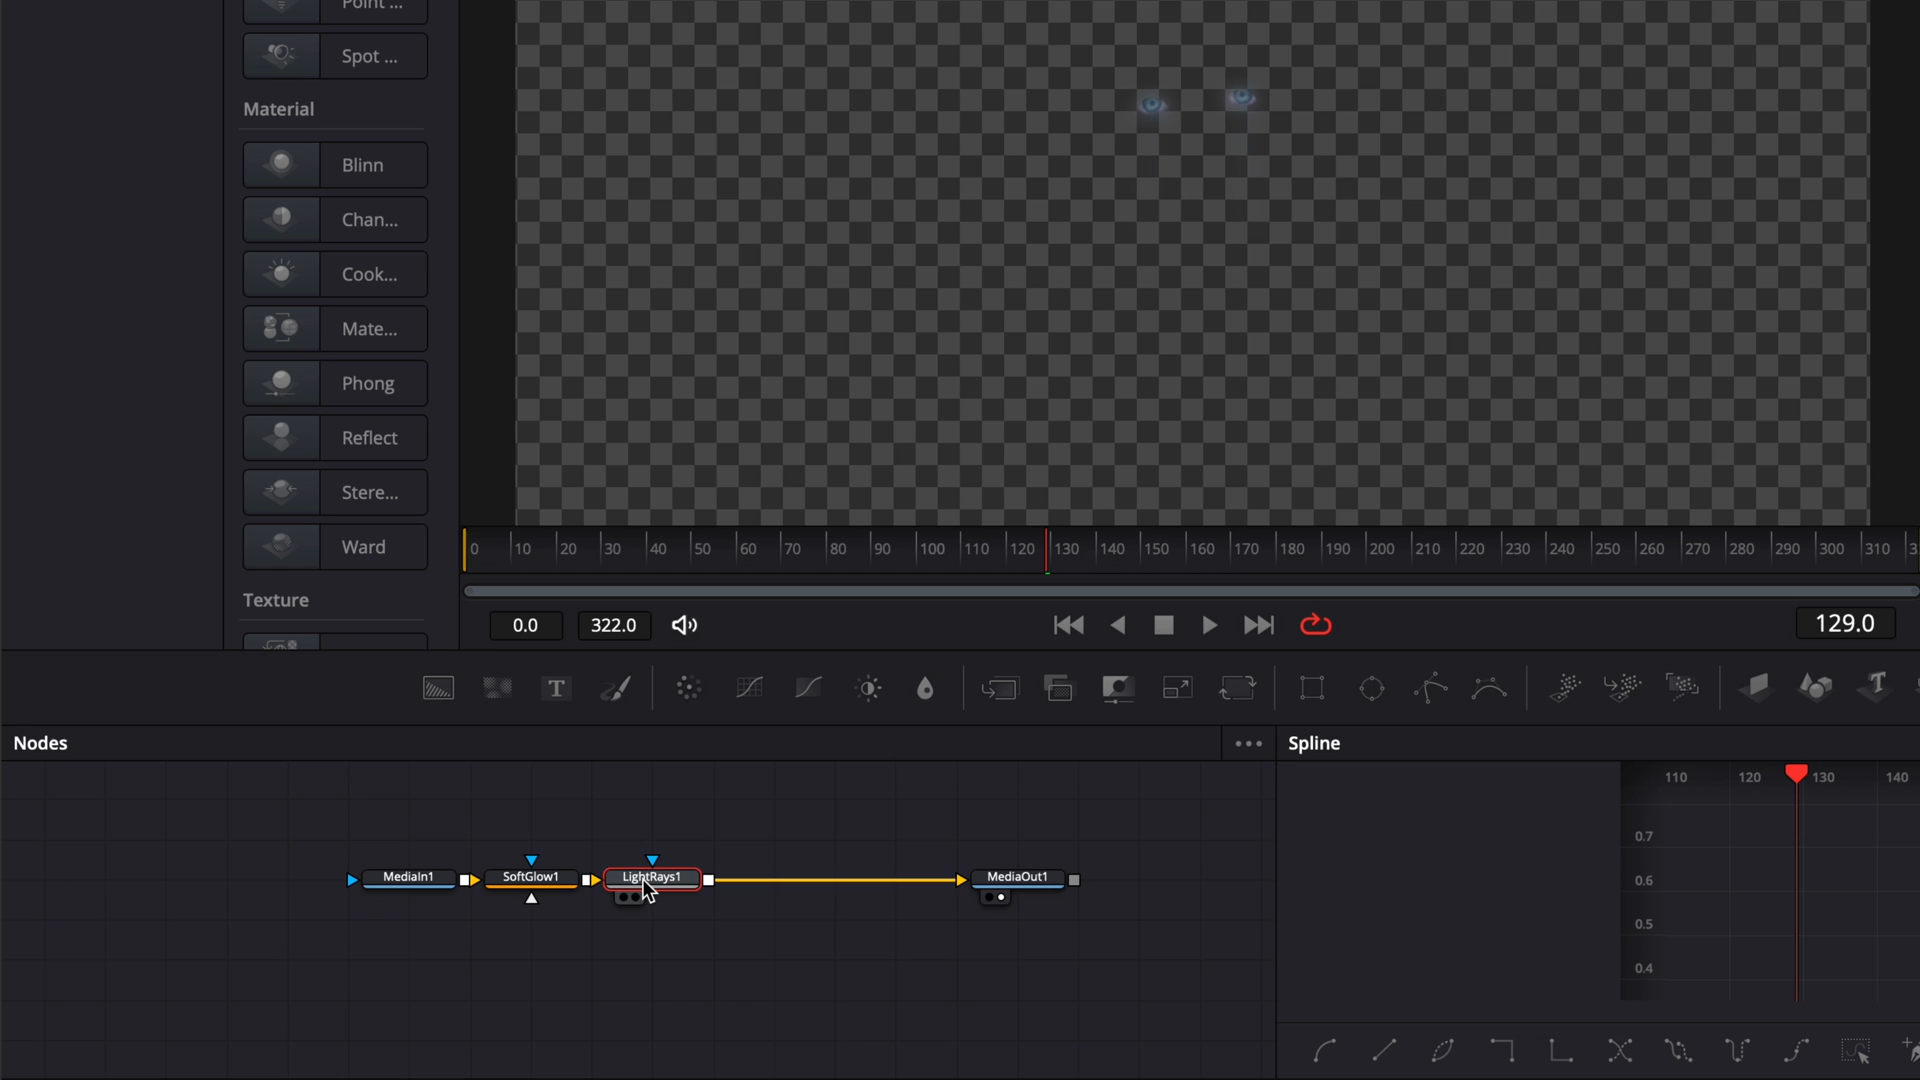 Point ...
Spot ...
Material
Blinn
Chan...
Cook...
Mate...
Phong
Reflect
Stere...
Ward
Texture
0 10 20 30 40 50 60 70 80 90 100 110 120 130 140 150 160 170 180 190 200 210 220 230 240 250 260 270 280 290 300 310 3
0.0 322.0 129.0
T T
Nodes
Spline
110 120 130 140
0.7
0.6
0.5
0.4
MediaIn1 SoftGlow1 LightRays1 MediaOut1